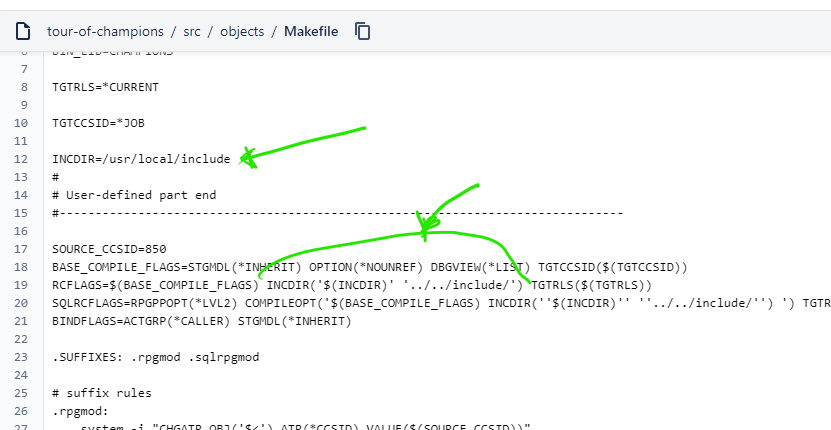 tour-of-champions / src / objects / Makefile
6 BIN_LIB=CHAMPIONS
7
8 TGTRLS=*CURRENT
9
10 TGTCCSID=*JOB
11
12 INCDIR=/usr/local/include
13 #
14 # User-defined part end
15 #------------------------------------------------------------------------------
16
17 SOURCE_CCSID=850
18 BASE_COMPILE_FLAGS=STGMDL(*INHERIT) OPTION(*NOUNREF) DBGVIEW(*LIST) TGTCCSID($(TGTCCSID))
19 RCFLAGS=$(BASE_COMPILE_FLAGS) INCDIR('$(INCDIR)' '../../include/') TGTRLS($(TGTRLS))
20 SQLRCFLAGS=RPGPPOPT(*LVL2) COMPILEOPT('$(BASE_COMPILE_FLAGS) INCDIR(''$(INCDIR)'' ''../../include/'') ') TGTR
21 BINDFLAGS=ACTGRP(*CALLER) STGMDL(*INHERIT)
22
23 .SUFFIXES: .rpgmod .sqlrpgmod
24
25 # suffix rules
26 .rpgmod:
27 system -i "CHGATR OBJ('$<') ATR(*CCSID) VALUE($(SOURCE_CCSID))"